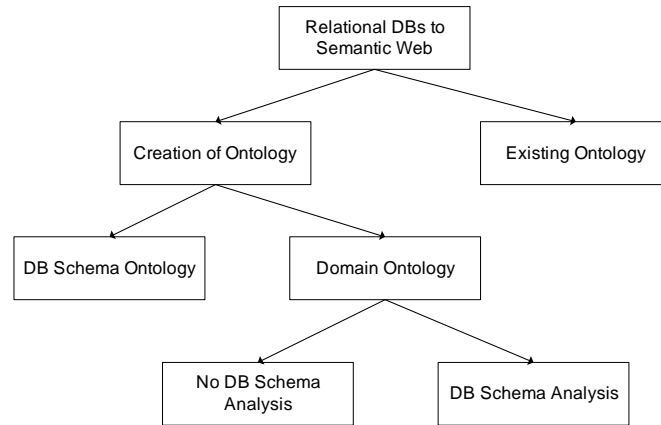 Relational DBs to
Semantic Web
Creation of Ontology
Existing Ontology
DB Schema Ontology
Domain Ontology
No DB Schema
Analysis
DB Schema Analysis